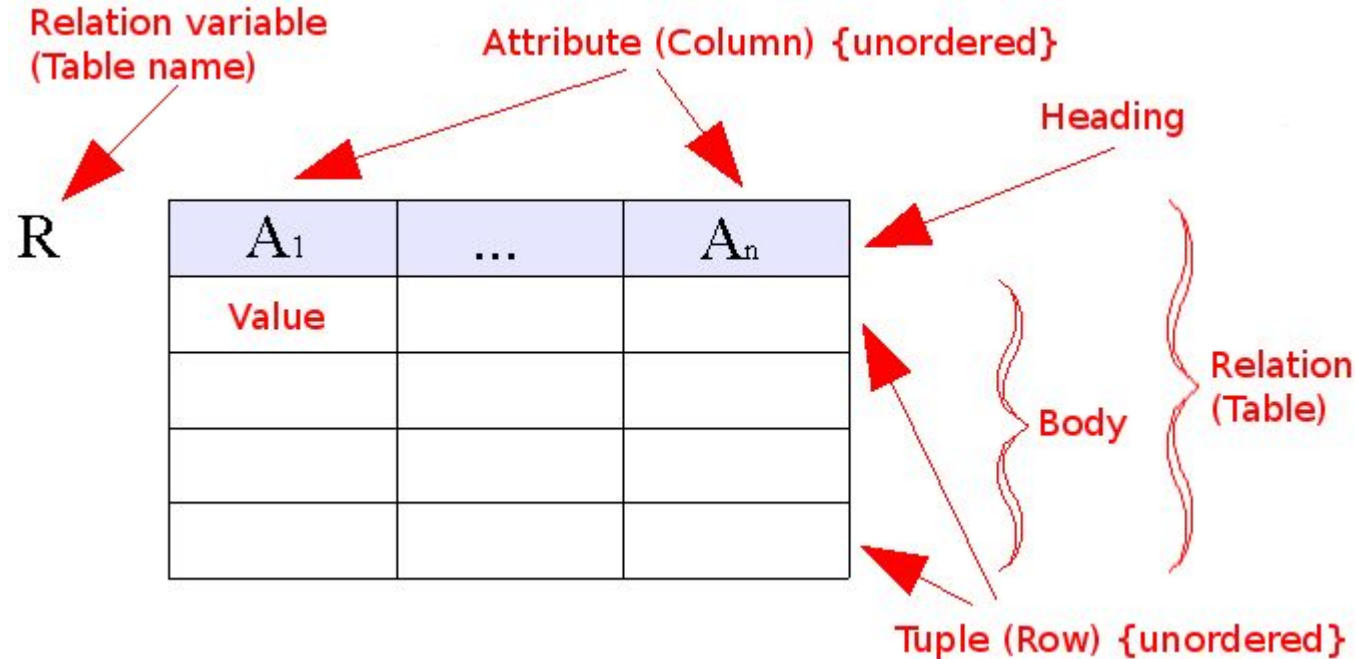 Relation variable
(Table name)
Attribute (Column) {unordered}
Heading
R
A1
...
An
Value
Relation
(Table)
Body
Tuple (Row) {unordered}